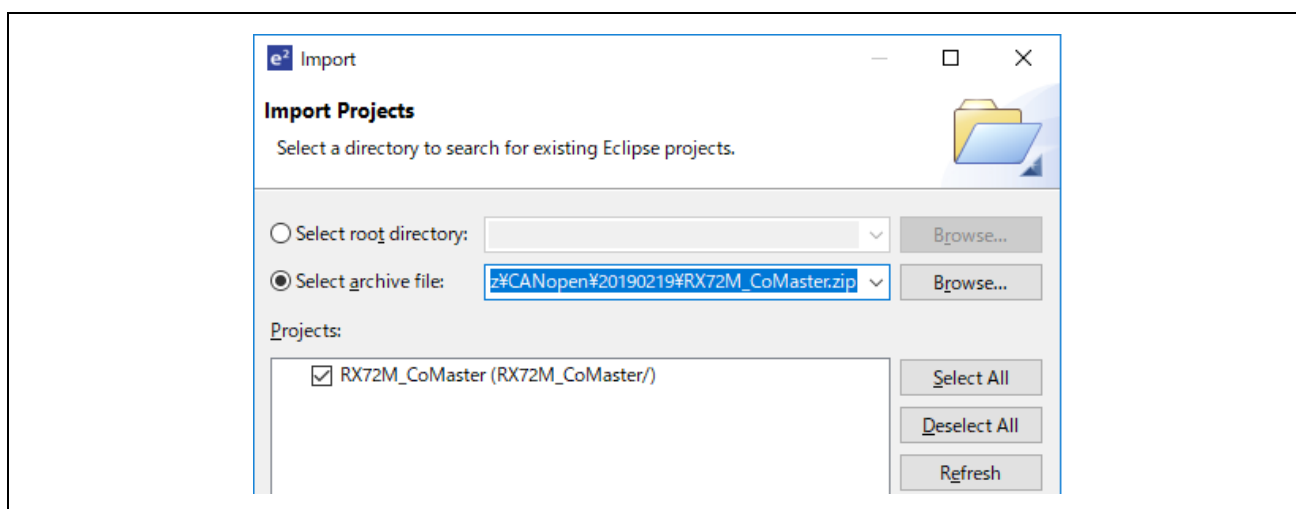 e² Import
Import Projects
Select a directory to search for existing Eclipse projects.
Select root directory: Browse...
Select archive file: z¥CANopen¥20190219¥RX72M_CoMaster.zip Browse...
Projects:
RX72M_CoMaster (RX72M_CoMaster/) Select All
Deselect All
Refresh